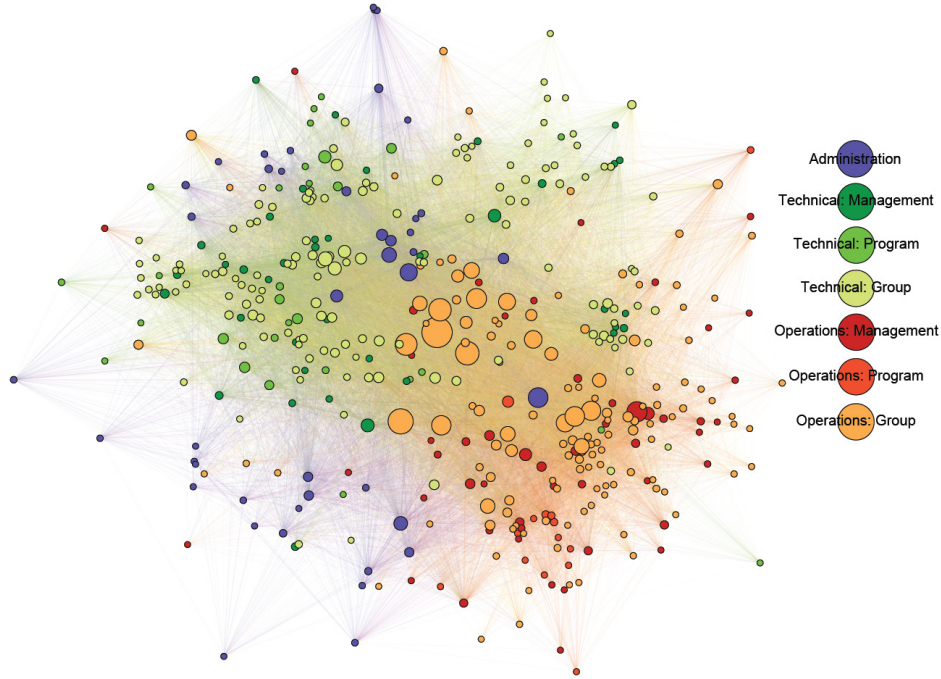 Administration
Technical: Management
Technical: Program
Technical: Group
Operations: Management
Operations: Program
Operations: Group